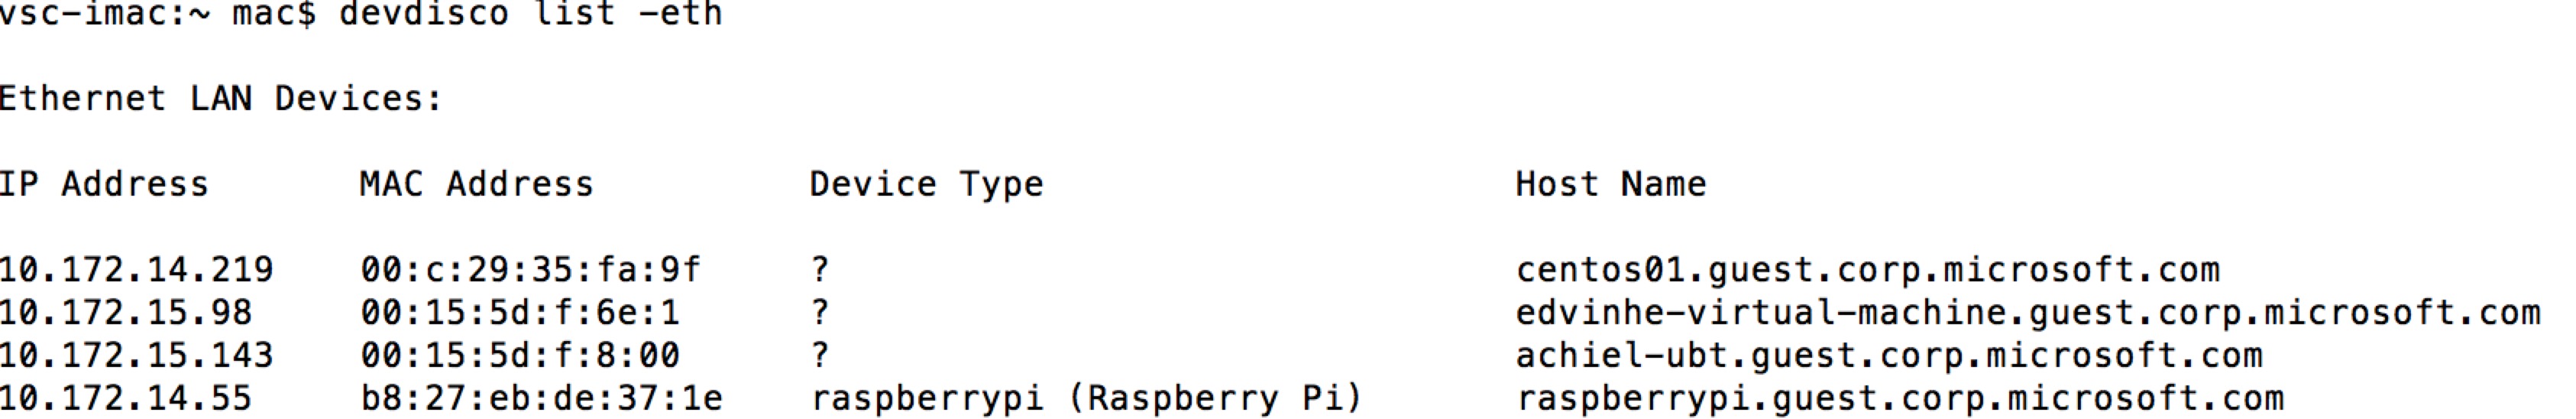 vsc-imac:~ mac$ devdisco list -eth
Ethernet LAN Devices:
IP Address MAC Address Device Type Host Name
10.172.14.219 00:c:29:35:fa:9f ? centos01.guest.corp.microsoft.com
10.172.15.98 00:15:5d:f:6e:1 ? edvinhe-virtual-machine.guest.corp.microsoft.com
10.172.15.143 00:15:5d:f:8:00 ? achiel-ubt.guest.corp.microsoft.com
10.172.14.55 b8:27:eb:de:37:1e raspberrypi (Raspberry Pi) raspberrypi.guest.corp.microsoft.com